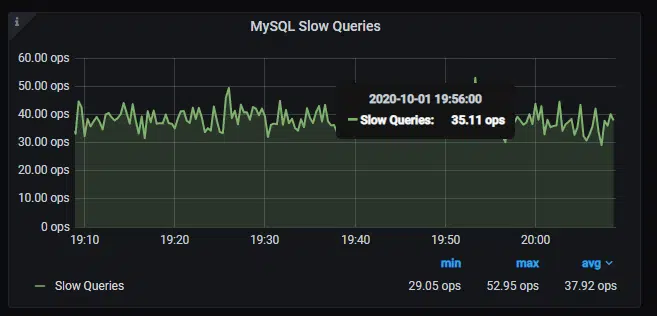 i
MySQL Slow Queries
60.00 ops
50.00 ops
40.00 ops
30.00 ops
20.00 ops
10.00 ops
0 ops
2020-10-01 19:56:00
Slow Queries: 35.11 ops
19:10 19:20 19:30 19:40 19:50 20:00
min max avg
Slow Queries 29.05 ops 52.95 ops 37.92 ops